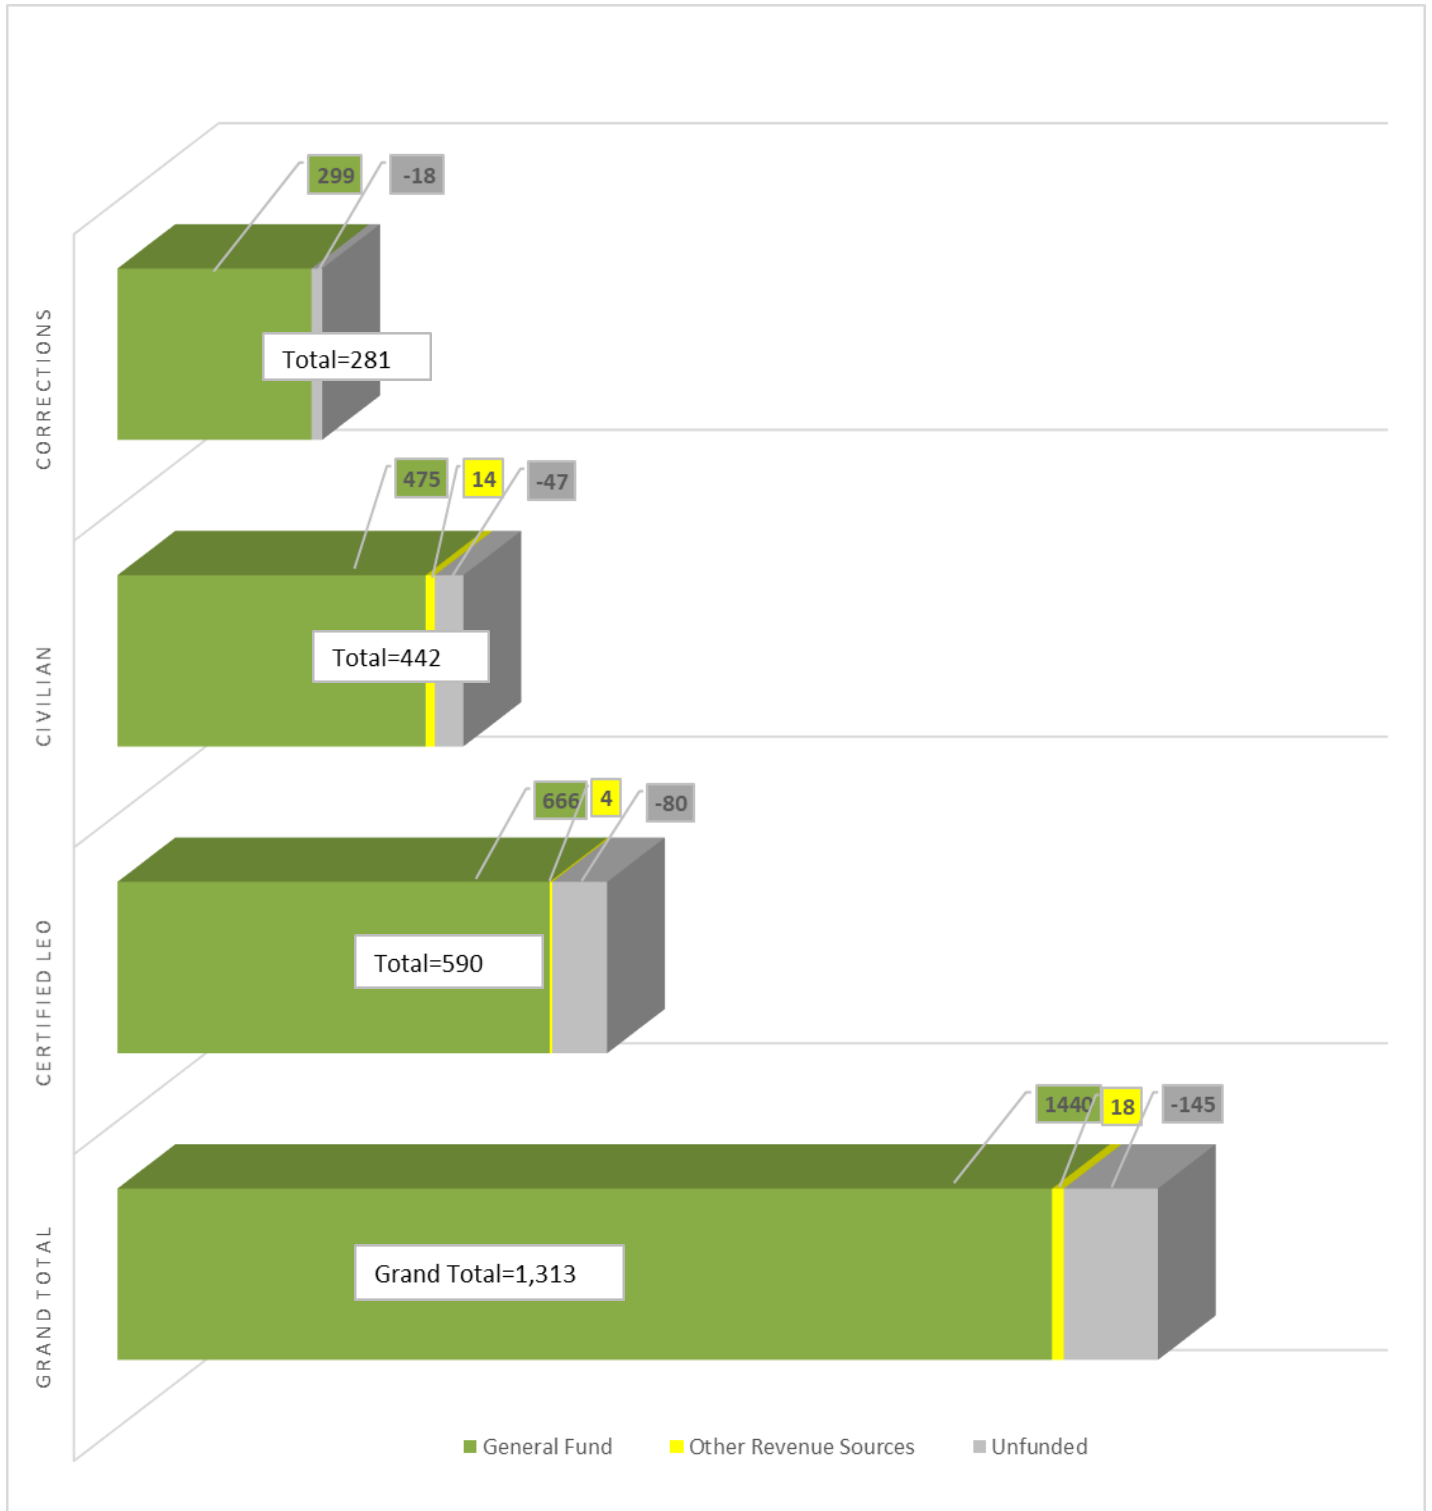 299 -18
CORRECTIONS
Total=281
475 14 -47
CIVILIAN
Total=442
666 4 -80
CERTIFIED LEO
Total=590
1440 18 -145
GRAND TOTAL
Grand Total=1,313
General Fund Other Revenue Sources Unfunded